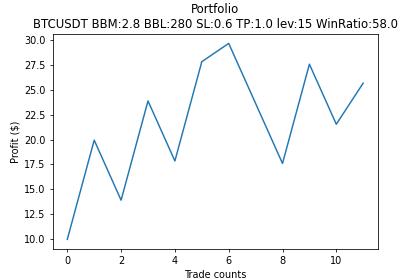 Portfolio
BTCUSDT BBM:2.8 BBL:280 SL:0.6 TP:1.0 lev:15 WinRatio:58.0
30.0
27.5
25.0
22.5
20.0
17.5
15.0
12.5
10.0
Profit ($)
0 2 4 6 8 10
Trade counts